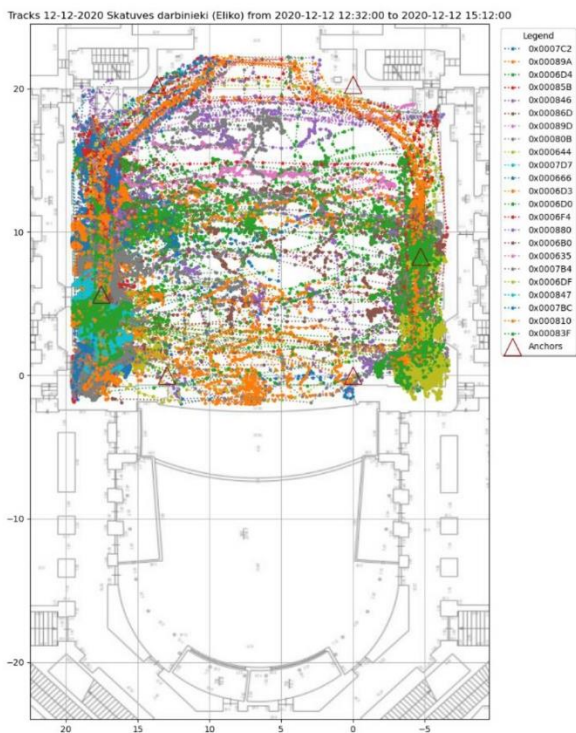 Tracks 12-12-2020 Skatuves darbinieki (Eliko) from 2020-12-12 12:32:00 to 2020-12-12 15:12:00
Legend
0x0007C2
0x00089A
0x0006D4
0x00085B
0x000846
0x00086D
0x00089D
0x00080B
0x000644
0x0007D7
0x000666
0x0006D3
0x0006D0
0x0006F4
0x000880
0x0006B0
0x000635
0x0007B4
0x0006DF
0x000847
0x0007BC
0x000810
0x00083F
Anchors
20
10
0
−10
−20
20
15
10
5
0
−5